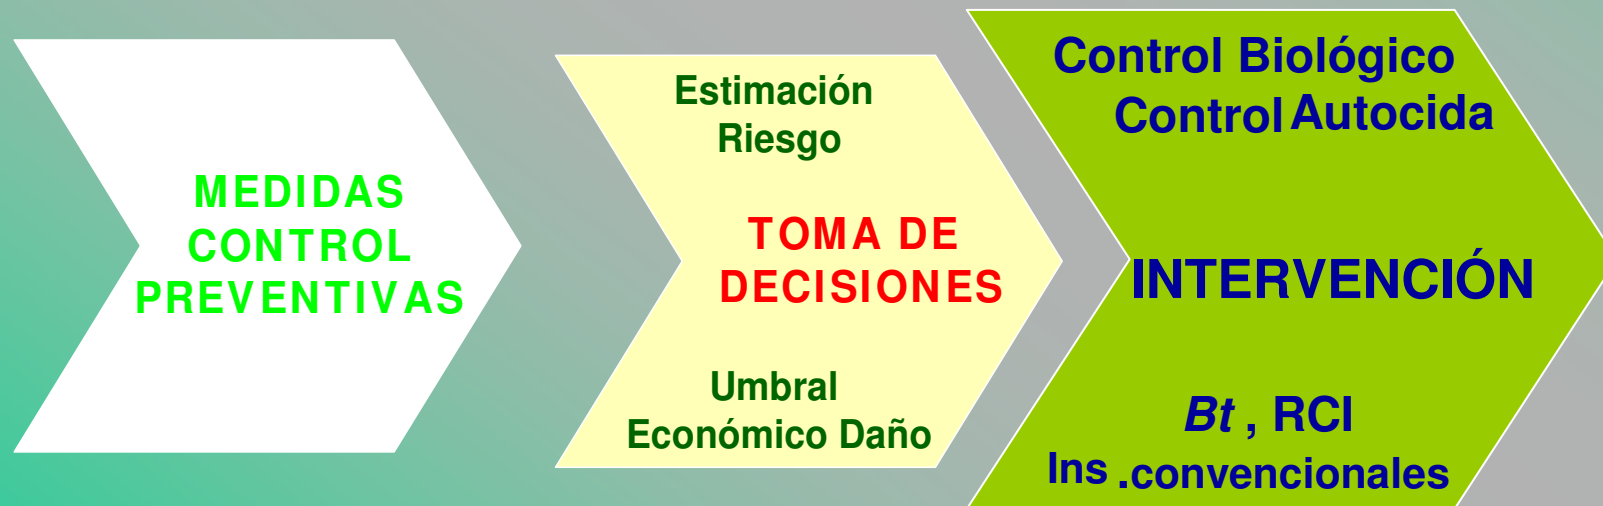 MEDIDAS
CONTROL
PREVENTIVAS
Estimación
Riesgo
TOMA DE
DECISIONES
Umbral
Económico Daño
Control Biológico
Control Autocida
INTERVENCIÓN
Bt , RCI
Ins .convencionales